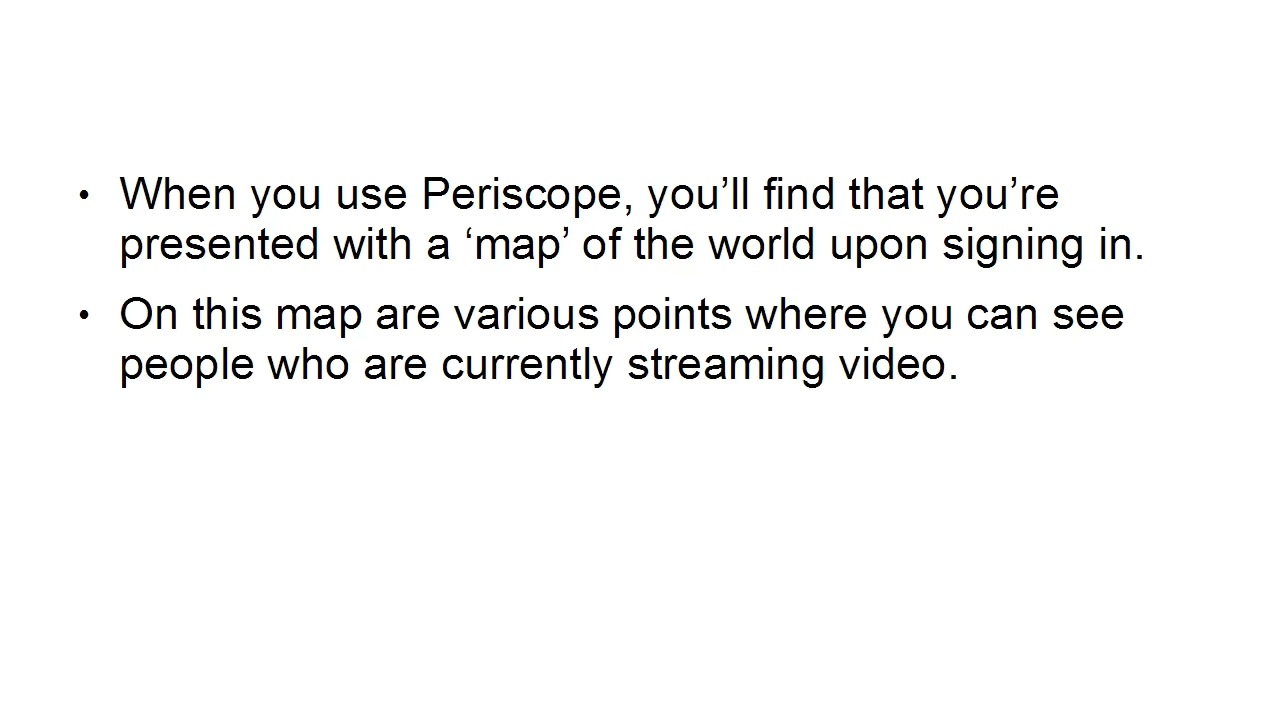 • When you use Periscope, you’ll find that you’re
presented with a ‘map’ of the world upon signing in.
• On this map are various points where you can see
people who are currently streaming video.